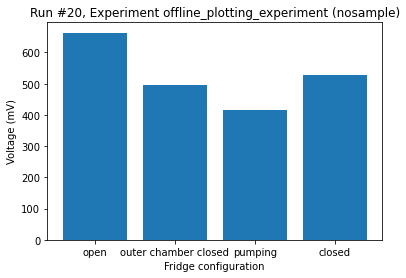 Run #20, Experiment offline_plotting_experiment (nosample)
600
500
400
300
200
100
0
Voltage (mV)
open outer chamber closed pumping closed
Fridge configuration